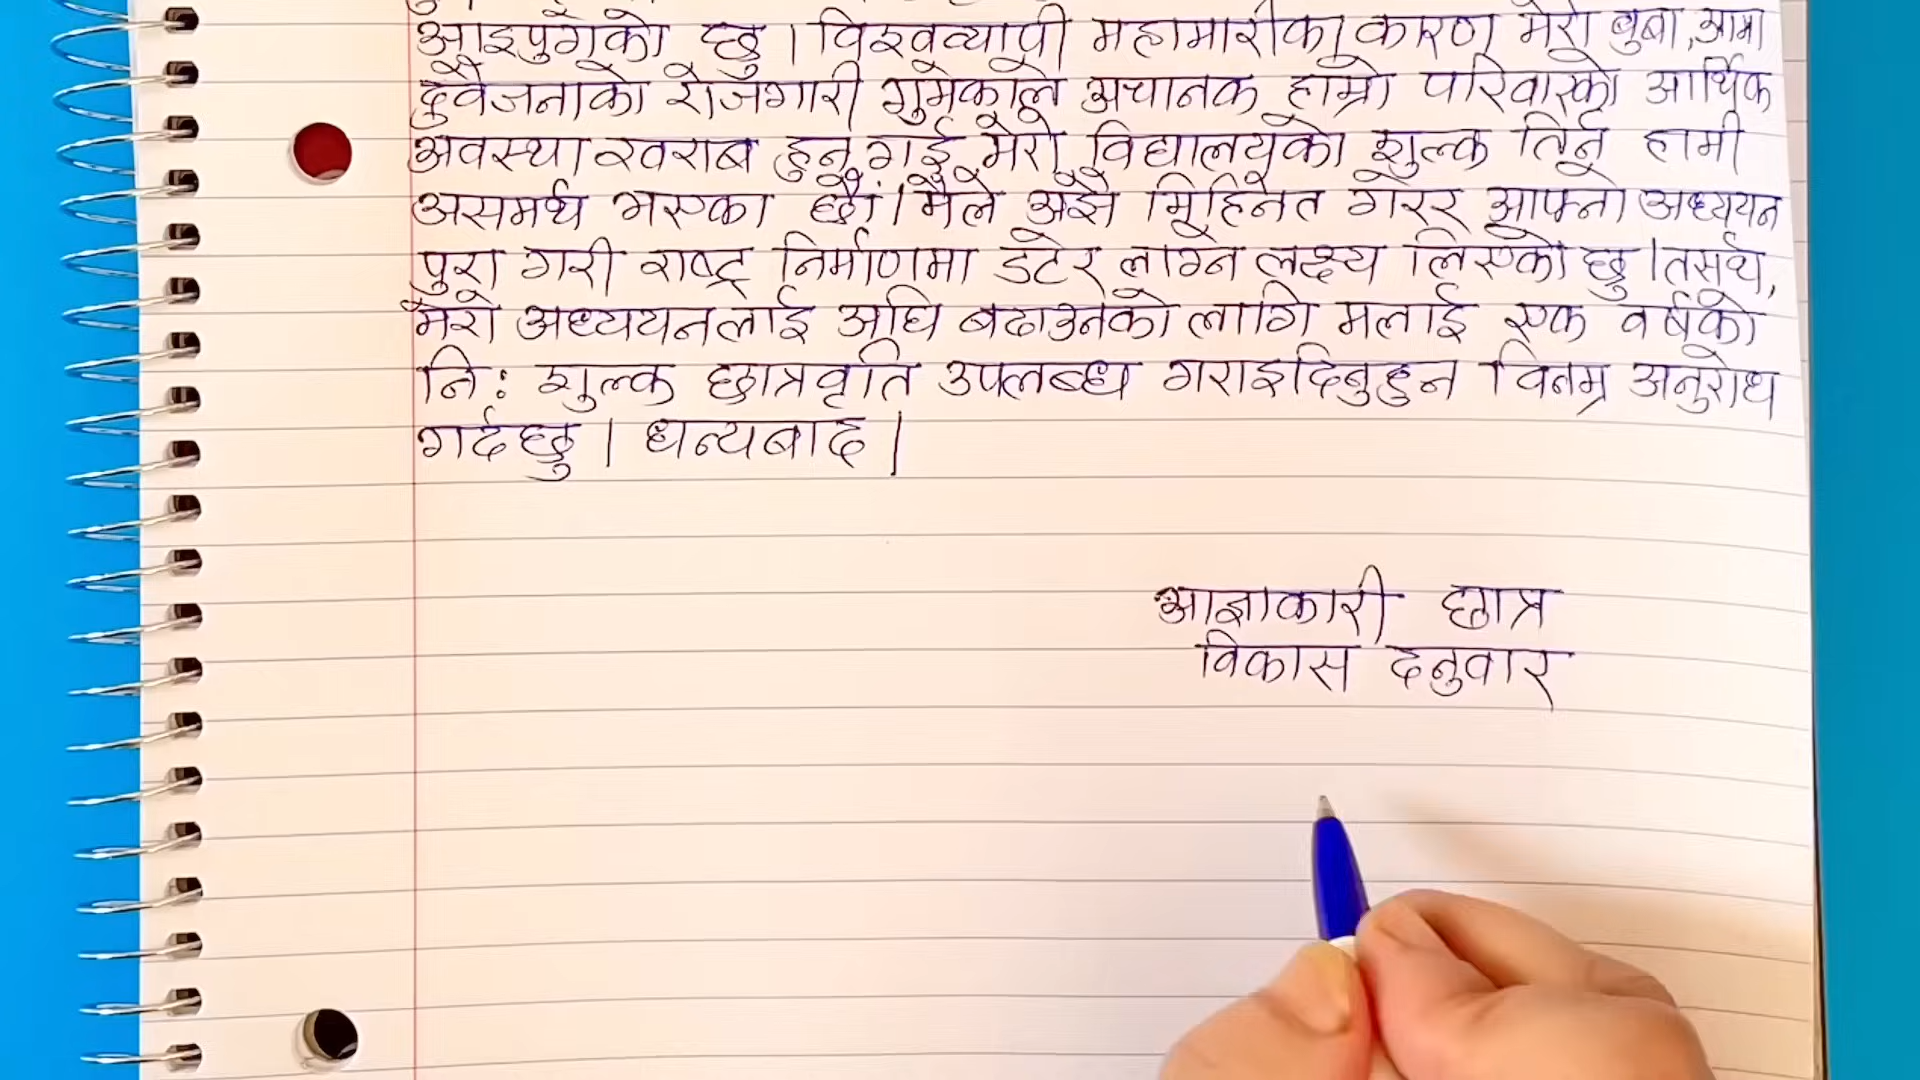 आइपुगेको छु । विश्वव्यापी महामारीका कारण मेरो बुबा, आमा
दुवैजनाको रोजगारी गुमेकाले अचानक हाम्रो परिवारको आर्थिक
अवस्था खराब हुन गई मेरो विद्यालयको शुल्क तिर्न हामी
असमर्थ भएका छौं । मैले अझै मिहिनेत गरेर आफ्नो अध्ययन
पुरा गरी राष्ट्र निर्माणमा डटेर लाग्ने लक्ष्य लिएको छु । तसर्थ,
मेरो अध्ययनलाई अघि बढाउनको लागि मलाई एक वर्षको
नि: शुल्क छात्रवृति उपलब्ध गराइदिनुहुन विनम्र अनुरोध
गर्दछु । धन्यबाद ।
आज्ञाकारी छात्र
विकास दनुवार